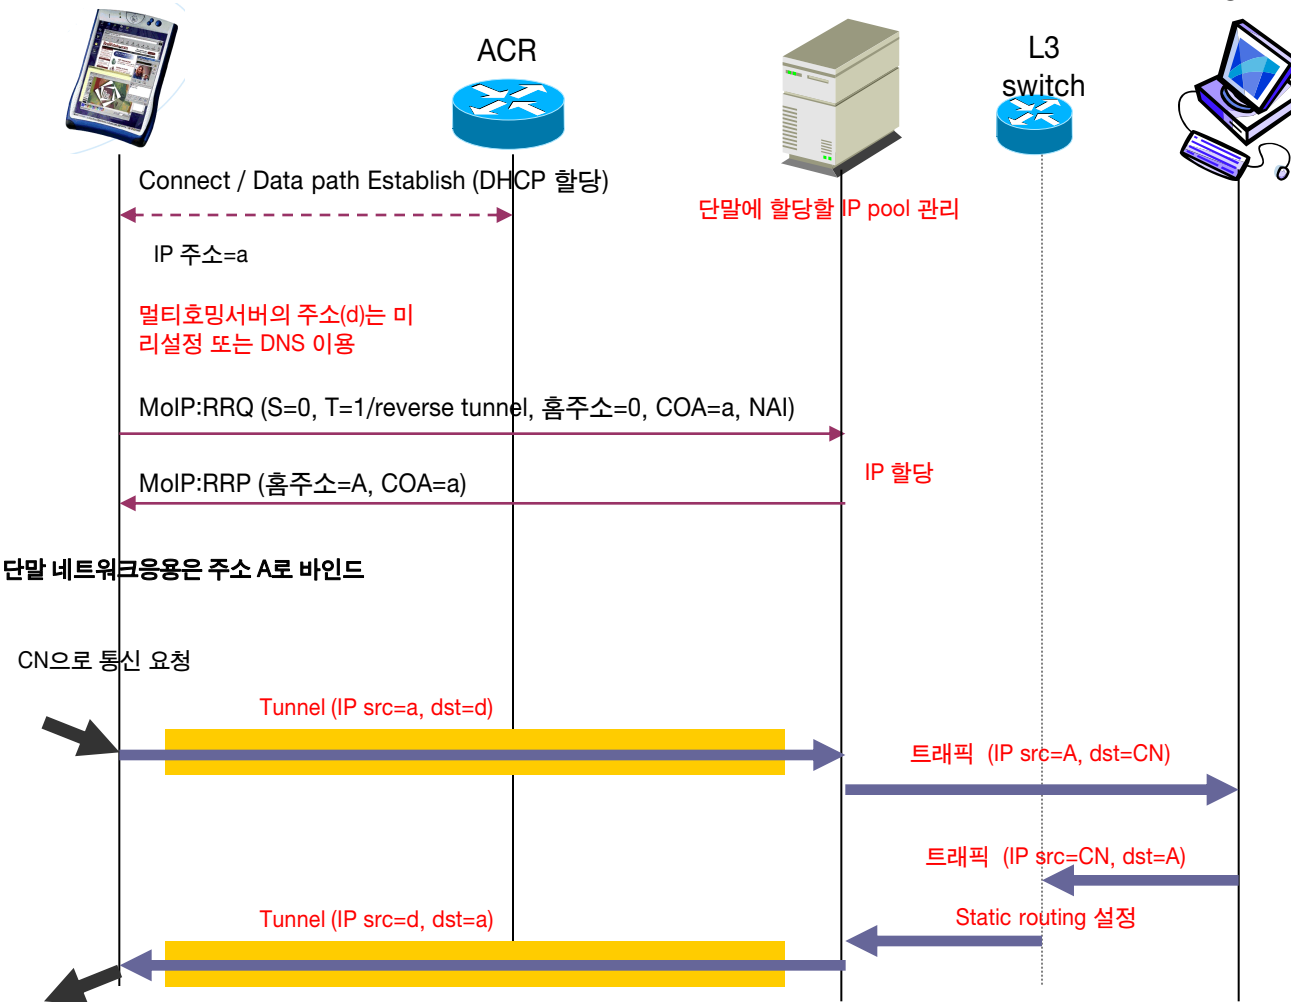 ACR
L3
switch
Connect / Data path Establish (DHCP 할당)
단말에 할당할 IP pool 관리
IP 주소=a
멀티호밍서버의 주소(d)는 미
리설정 또는 DNS 이용
MoIP:RRQ (S=0, T=1/reverse tunnel, 홈주소=0, COA=a, NAI)
IP 할당
MoIP:RRP (홈주소=A, COA=a)
단말 네트워크응용은 주소 A로 바인드
CN으로 통신 요청
Tunnel (IP src=a, dst=d)
트래픽 (IP src=A, dst=CN)
트래픽 (IP src=CN, dst=A)
Tunnel (IP src=d, dst=a)
Static routing 설정